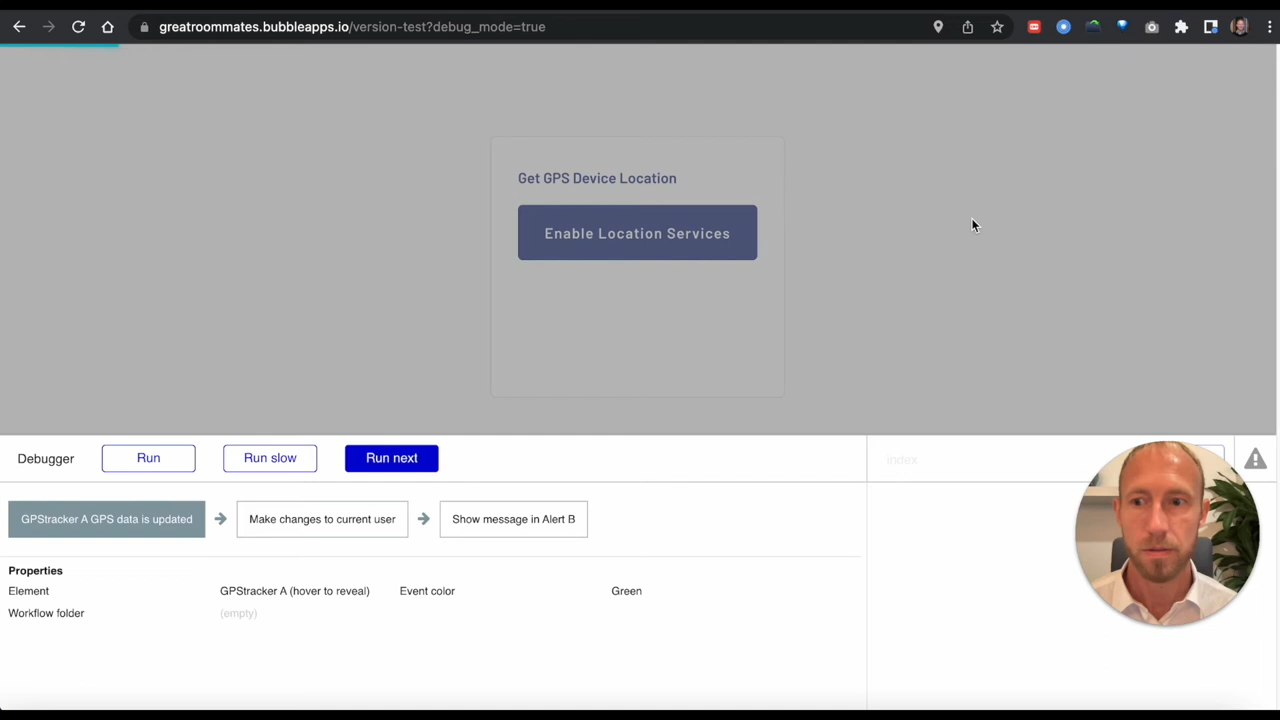 greatroommates.bubbleapps.io/version-test?debug_mode=true
Get GPS Device Location
Enable Location Services
Debugger
Run
Run slow
Run next
index
GPStracker A GPS data is updated
Make changes to current user
Show message in Alert B
Properties
Element
GPStracker A (hover to reveal)
Event color
Green
Workflow folder
(empty)